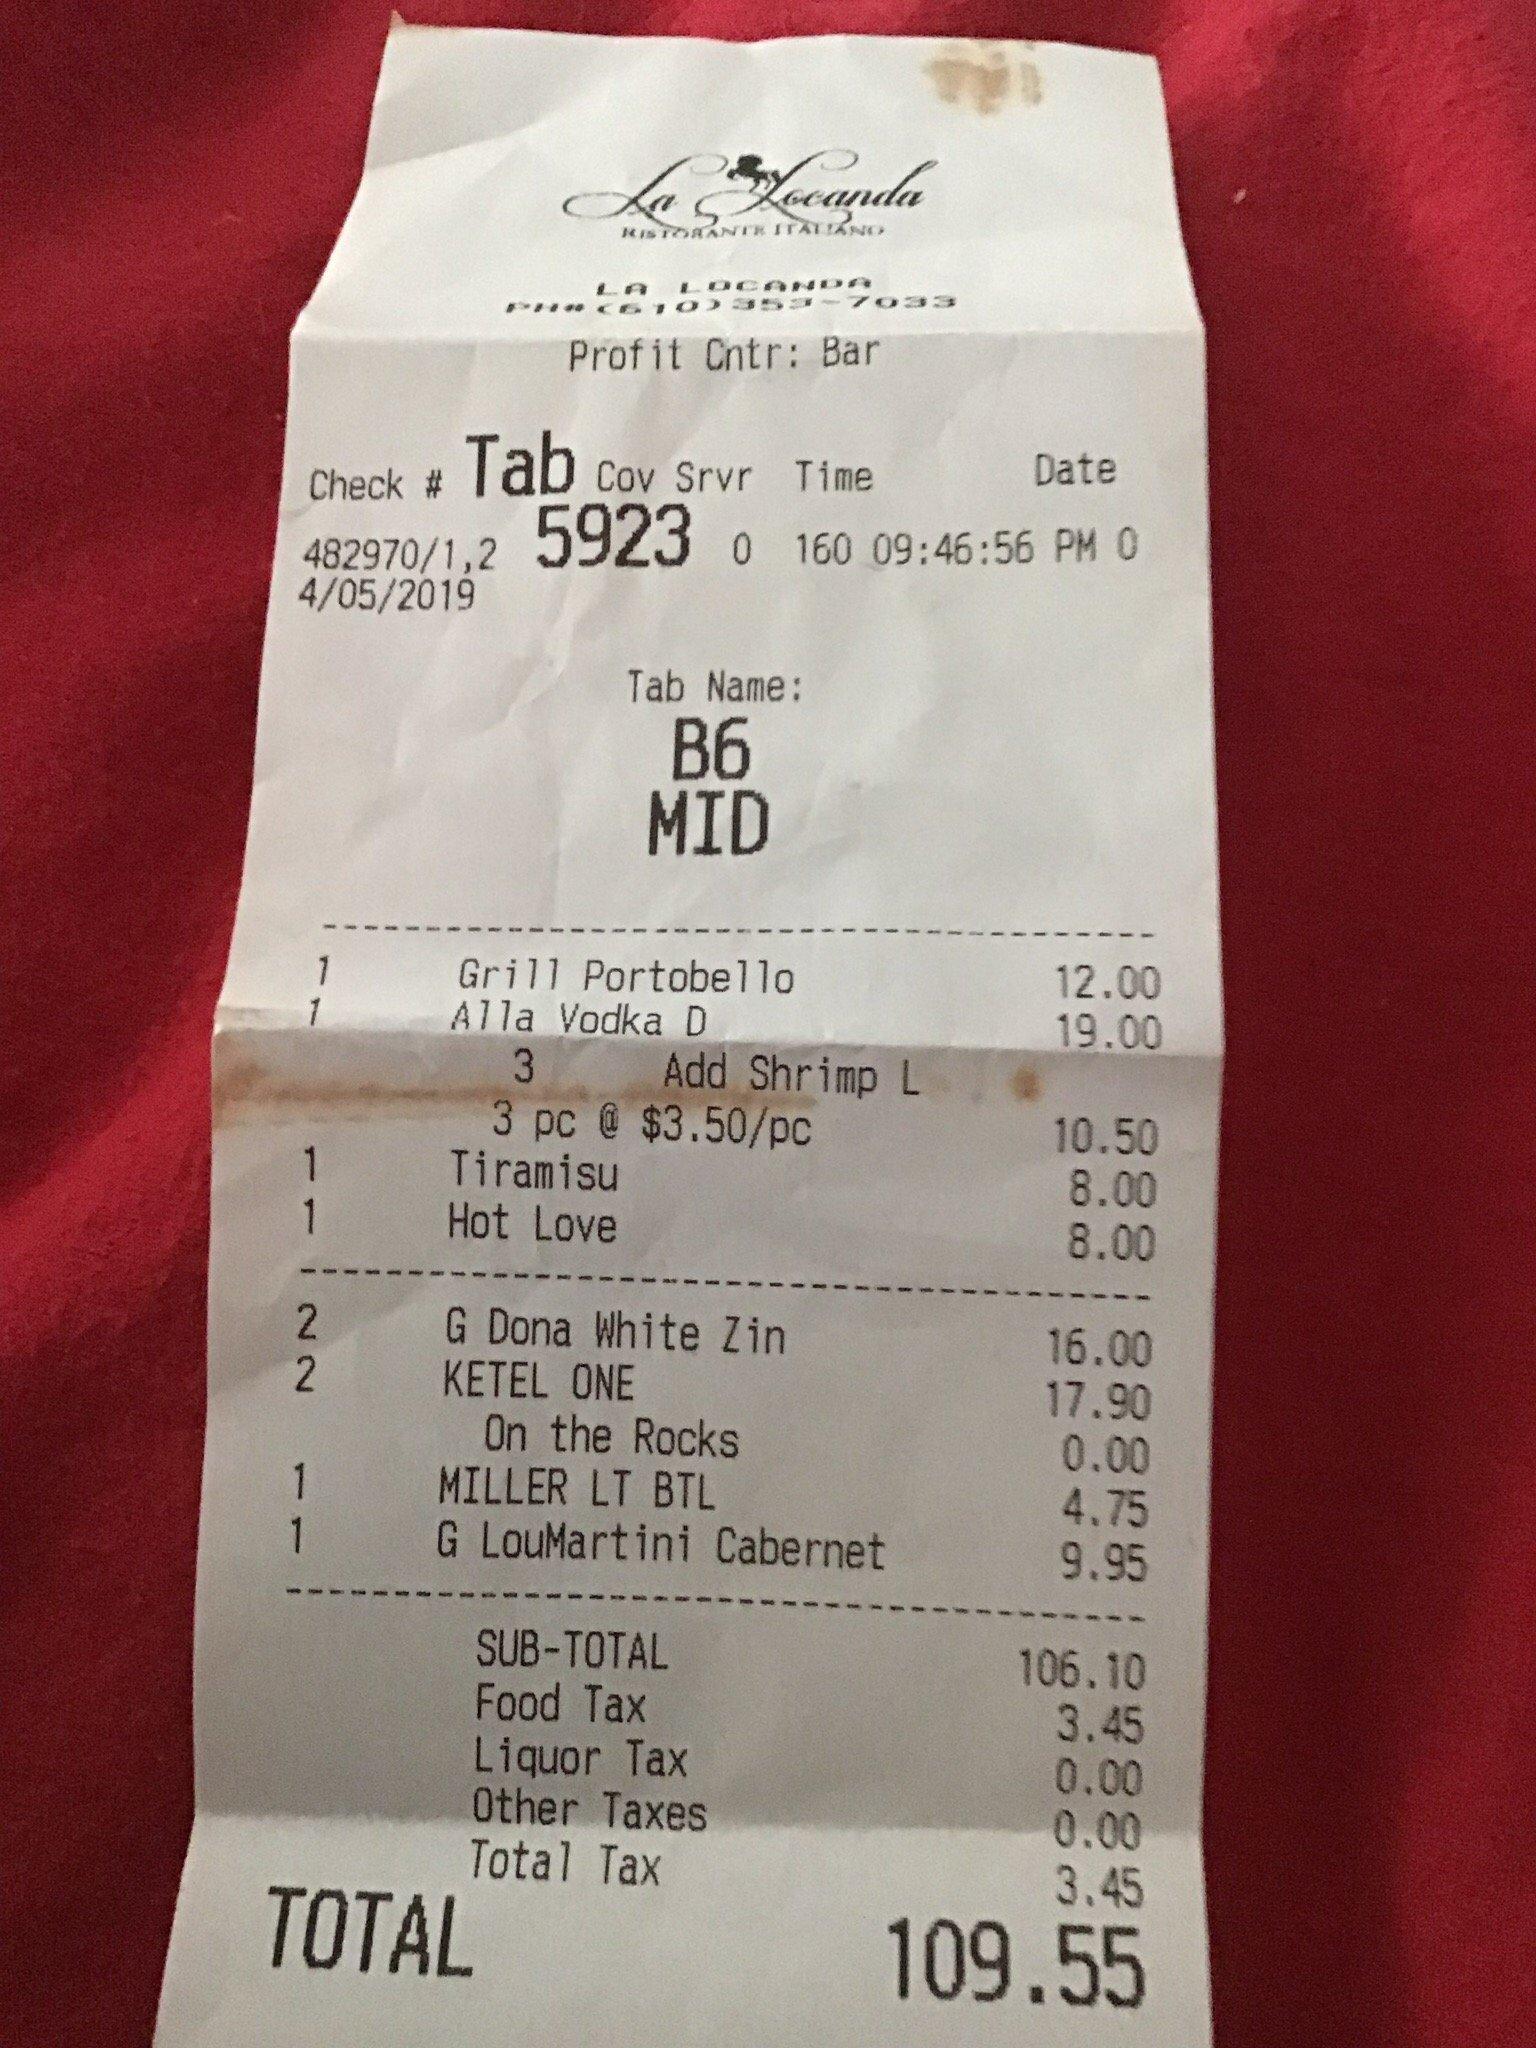 La Locanda
RISTORANTE ITALIANO
LA LOCANDA
PH#(610)353-7033
Profit Cntr: Bar
Check # Tab Cov Srvr Time Date
482970/1,2 5923 0 160 09:46:56 PM 0
4/05/2019
Tab Name:
B6
MID
1 Grill Portobello 12.00
1 Alla Vodka D 19.00
3 Add Shrimp L
3 pc @ $3.50/pc 10.50
1 Tiramisu 8.00
1 Hot Love 8.00
2 G Dona White Zin 16.00
2 KETEL ONE 17.90
On the Rocks 0.00
1 MILLER LT BTL 4.75
1 G LouMartini Cabernet 9.95
SUB-TOTAL 106.10
Food Tax 3.45
Liquor Tax 0.00
Other Taxes 0.00
Total Tax 3.45
TOTAL 109.55